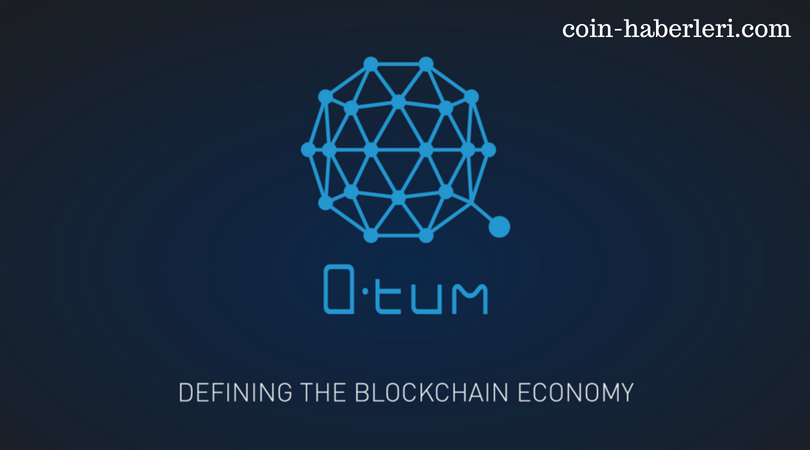 coin-haberleri.com
Q·tum
DEFINING THE BLOCKCHAIN ECONOMY